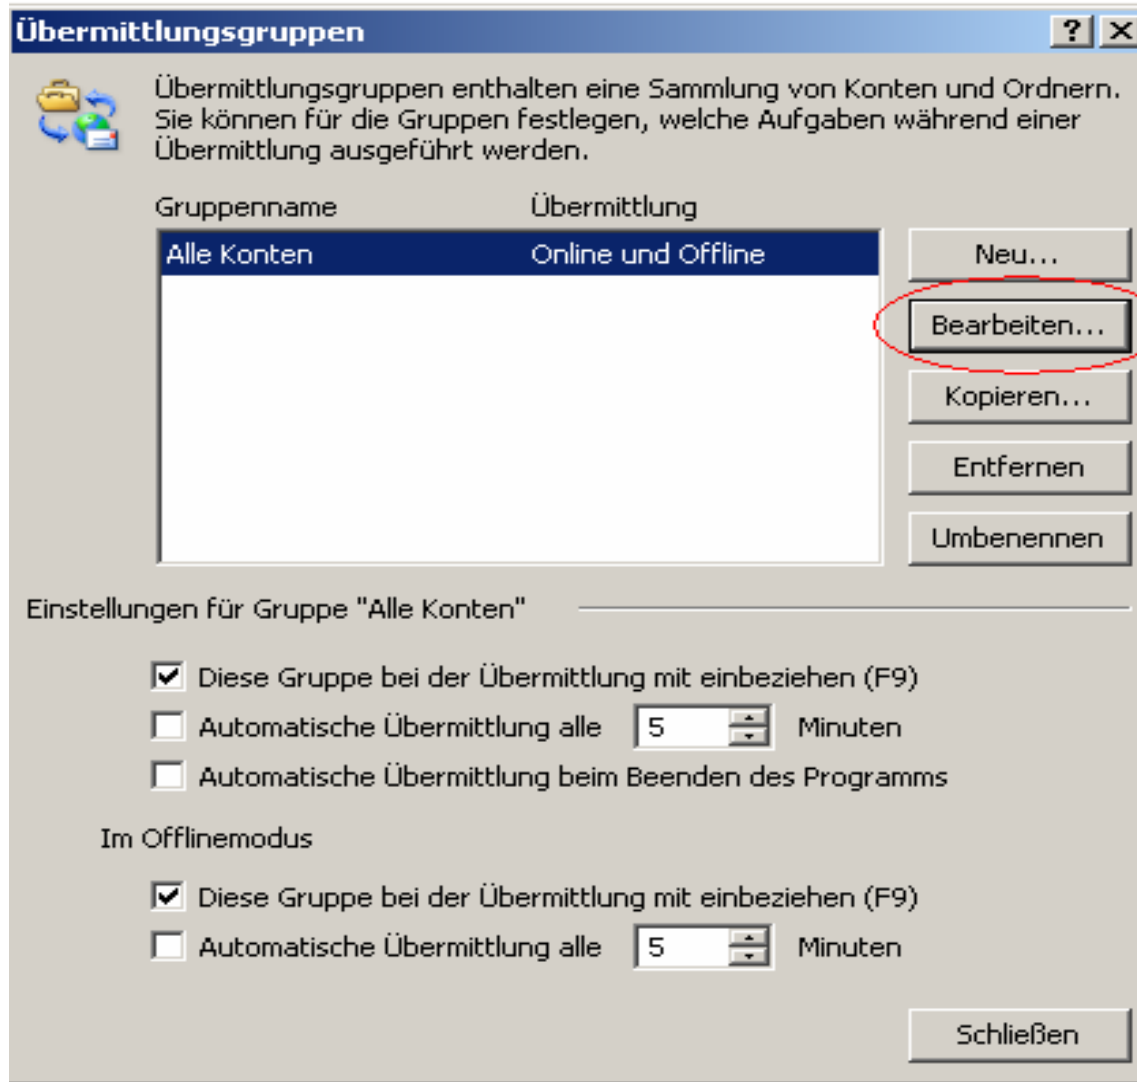 Übermittlungsgruppen
Übermittlungsgruppen enthalten eine Sammlung von Konten und Ordnern.
Sie können für die Gruppen festlegen, welche Aufgaben während einer
Übermittlung ausgeführt werden.
Gruppenname Übermittlung
Alle Konten Online und Offline
Neu...
Bearbeiten...
Kopieren...
Entfernen
Umbenennen
Einstellungen für Gruppe "Alle Konten"
Diese Gruppe bei der Übermittlung mit einbeziehen (F9)
Automatische Übermittlung alle 5 Minuten
Automatische Übermittlung beim Beenden des Programms
Im Offlinemodus
Diese Gruppe bei der Übermittlung mit einbeziehen (F9)
Automatische Übermittlung alle 5 Minuten
Schließen